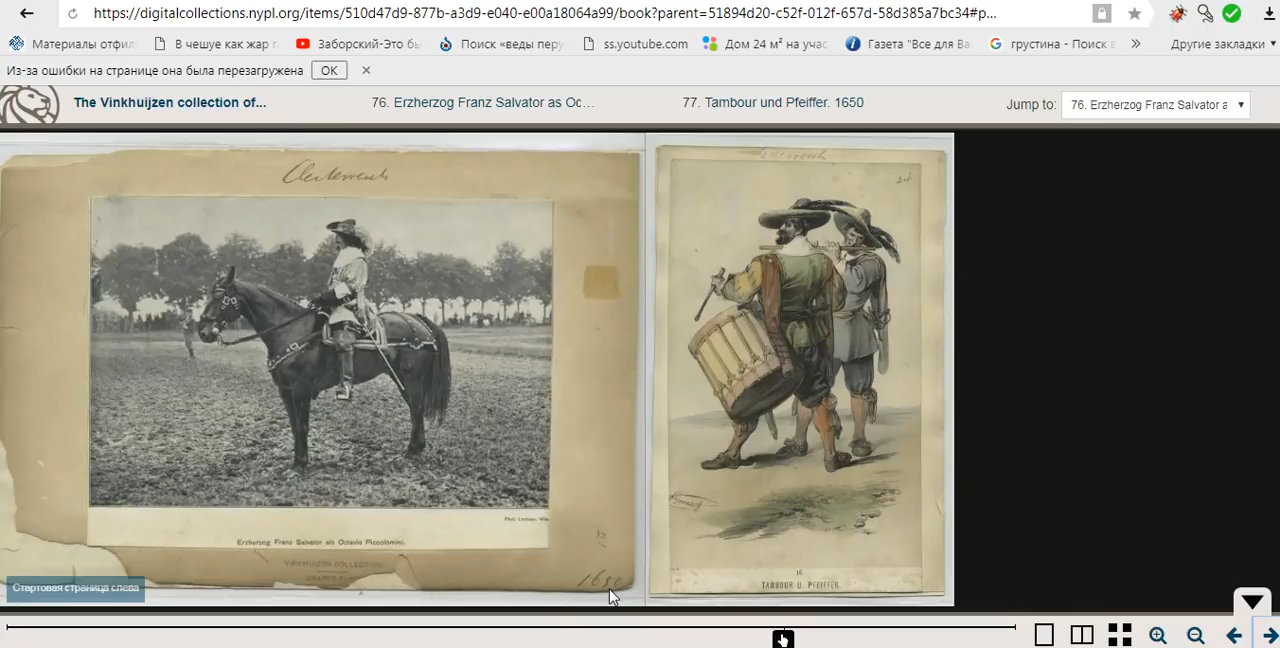 https://digitalcollections.nypl.org/items/510d47d9-877b-a3d9-e040-e00a18064a99/book?parent=51894d20-c52f-012f-657d-58d385a7bc34#p...
Материалы отфил
В чешуе как жар г
Заборский-Это бы
Поиск «веды перу
ss.youtube.com
Дом 24 м² на учас
Газета "Все для Ва
грустина - Поиск в
»
Другие закладки
Из-за ошибки на странице она была перезагружена
OK
The Vinkhuijzen collection of...
76. Erzherzog Franz Salvator as Oc...
77. Tambour und Pfeiffer. 1650
Jump to:
76. Erzherzog Franz Salvator a
Oesterreich
24
Erzherzog Franz Salvator als Octavio Piccolomini.
VINKHUIZEN COLLECTION
1650
16
TAMBOUR U. PFEIFFER.
Стартовая страница слева